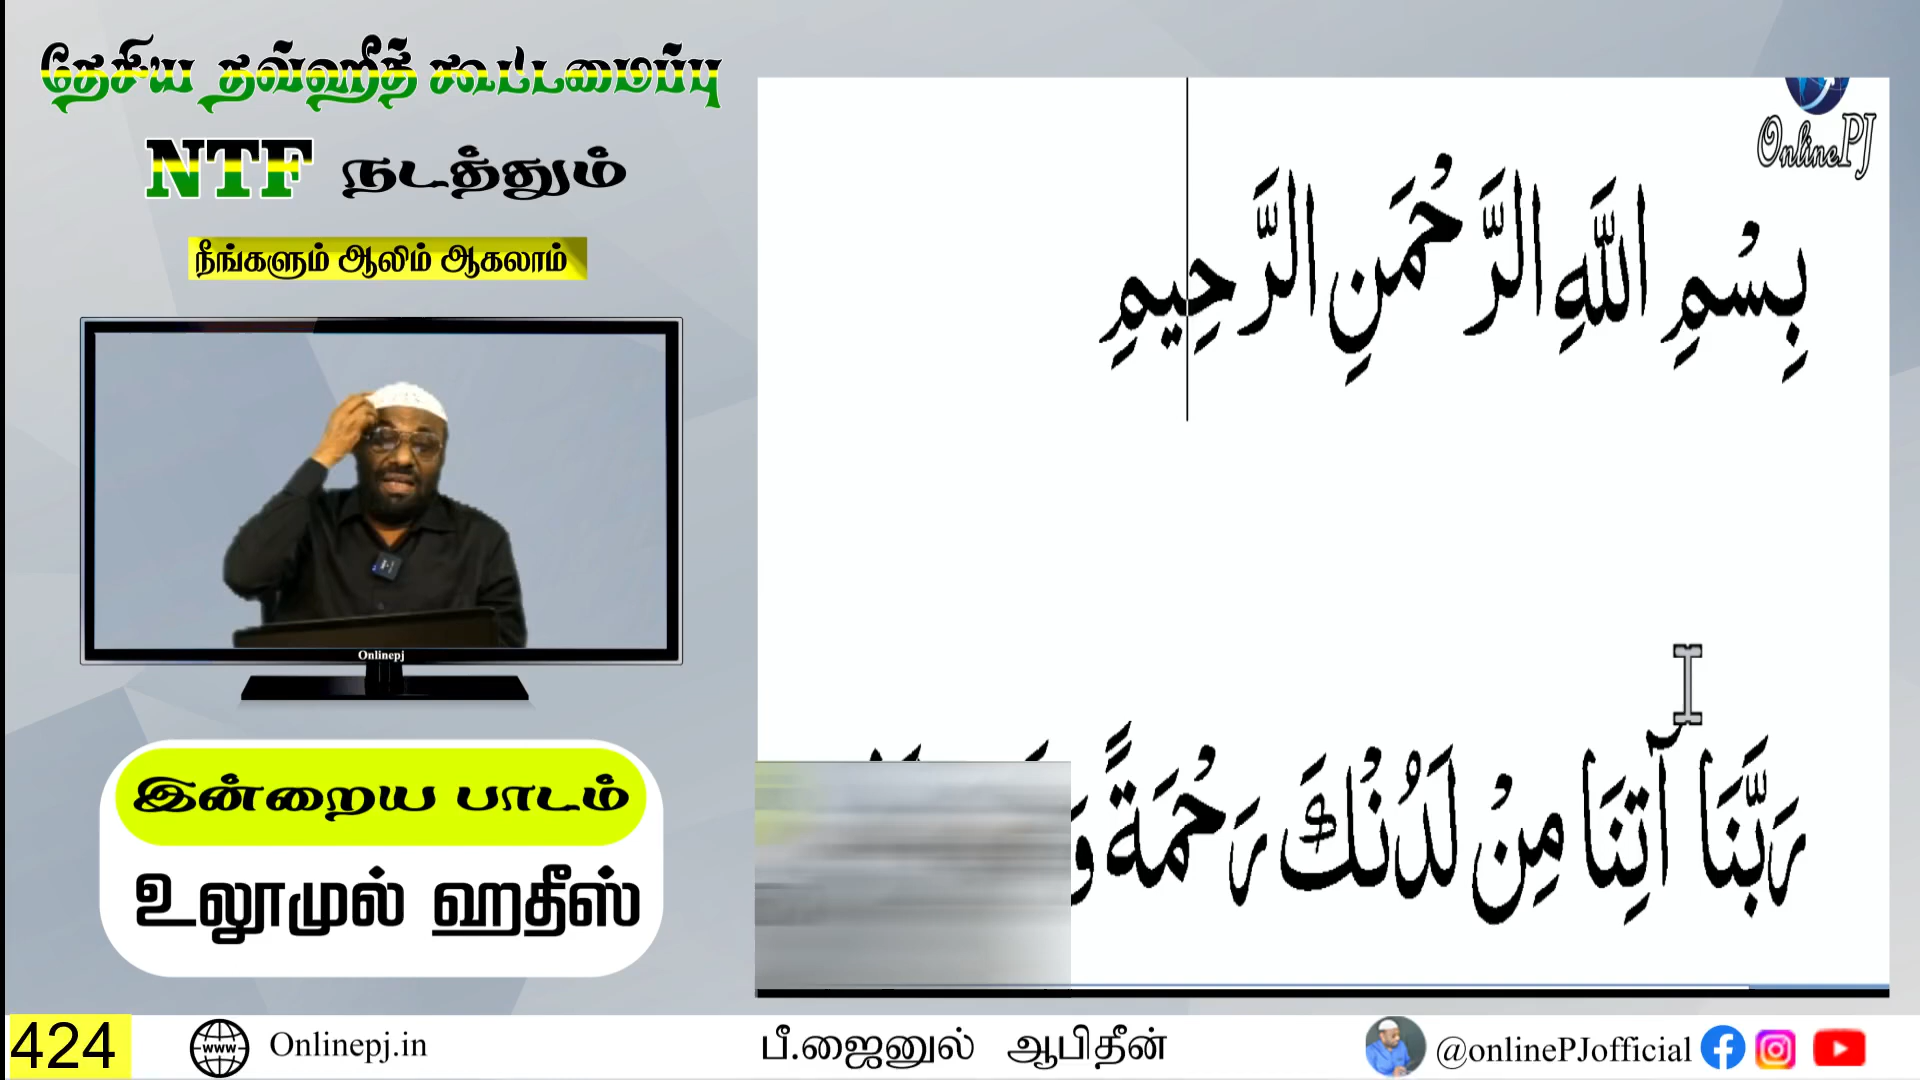 தேசிய தவ்ஹீத் கூட்டமைப்பு
NTF நடத்தும்
நீங்களும் ஆலிம் ஆகலாம்
Onlinepj
இன்றைய பாடம்
உலூமுல் ஹதீஸ்
OnlinePJ
بِسْمِ اللَّهِ الرَّحْمَنِ الرَّحِيمِ
رَبَّنَا آتِنَا مِنْ لَدُنْكَ رَحْمَةً
424
www
Onlinepj.in
பீ.ஜைனுல் ஆபிதீன்
@onlinePJofficial